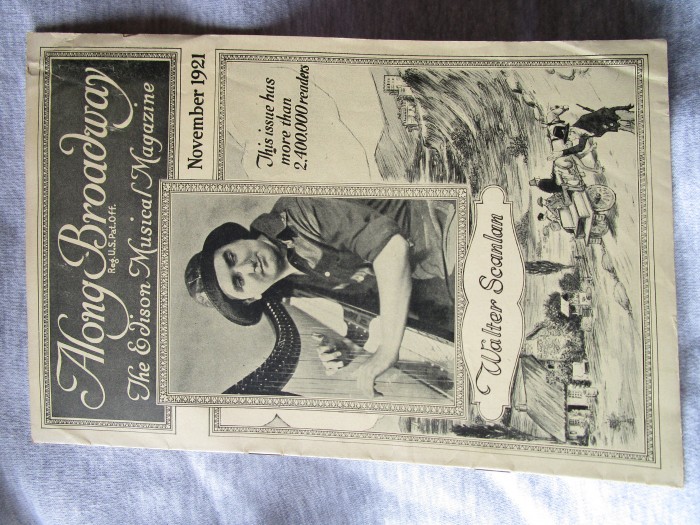 Along Broadway
Reg. U.S. Pat. Off.
The Edison Musical Magazine
November 1921
This issue has
more than
2,400,000 readers
Walter Scanlan